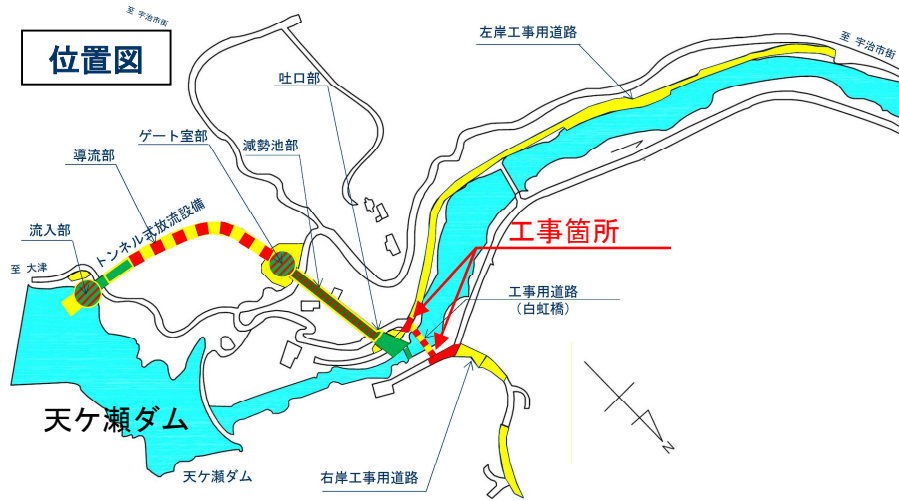 至 宇治市街
位置図
左岸工事用道路
至 宇治市街
吐口部
ゲート室部
減勢池部
導流部
流入部
トンネル式放流設備
至 大津
工事箇所
工事用道路
（白虹橋）
天ケ瀬ダム
天ケ瀬ダム
右岸工事用道路
N